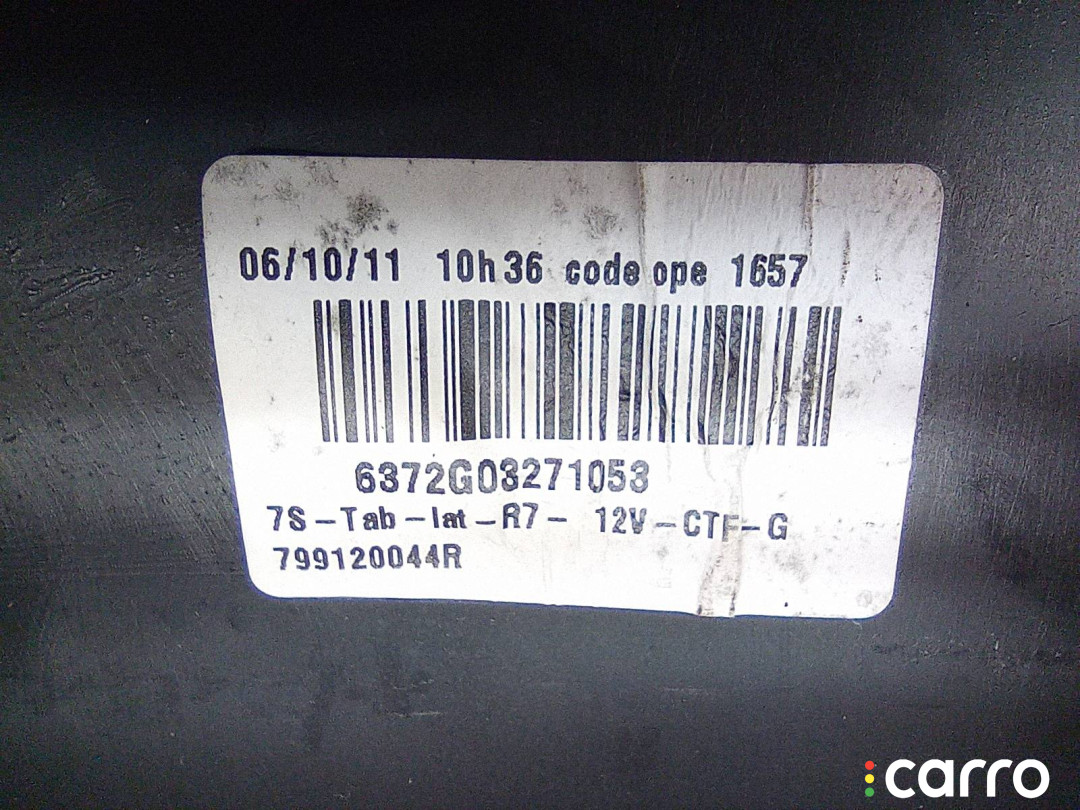 06/10/11 10h36 code ope 1657
6372G03271053
7S-Tab-lat-R7- 12V-CTF-G
799120044R
carro